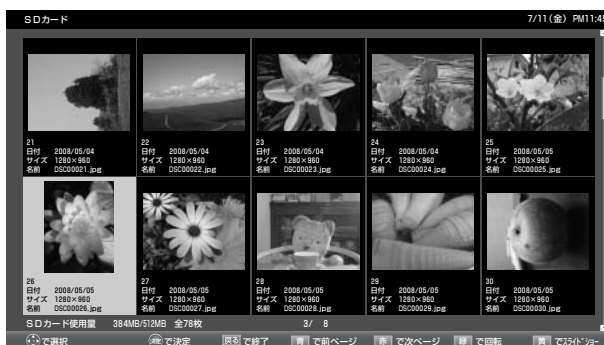 SDカード
7/11(金) PM11:45
21
日付 2008/05/04
サイズ 1280×960
名前 DSC00021.jpg
22
日付 2008/05/04
サイズ 1280×960
名前 DSC00022.jpg
23
日付 2008/05/04
サイズ 1280×960
名前 DSC00023.jpg
24
日付 2008/05/04
サイズ 1280×960
名前 DSC00024.jpg
25
日付 2008/05/05
サイズ 1280×960
名前 DSC00025.jpg
26
日付 2008/05/05
サイズ 1280×960
名前 DSC00026.jpg
27
日付 2008/05/05
サイズ 1280×960
名前 DSC00027.jpg
28
日付 2008/05/05
サイズ 1280×960
名前 DSC00028.jpg
29
日付 2008/05/05
サイズ 1280×960
名前 DSC00029.jpg
30
日付 2008/05/05
サイズ 1280×960
名前 DSC00030.jpg
SDカード使用量 384MB/512MB 全78枚 3/ 8
で選択 決定 で決定 戻る で終了 青 で前ページ 赤 で次ページ 緑 で回転 黄 でスライドショー